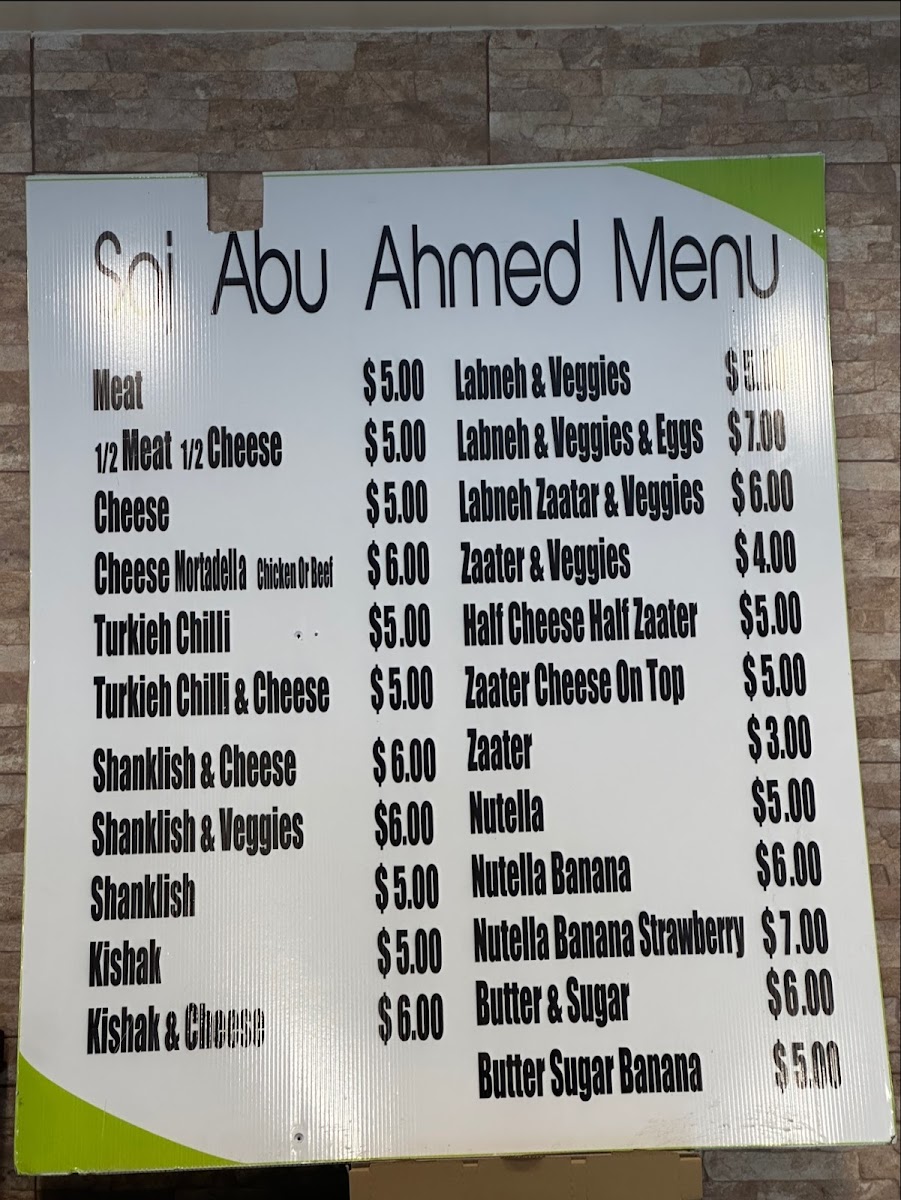 Soj Abu Ahmed Menu
Meat $5.00
1/2 Meat 1/2 Cheese $5.00
Cheese $5.00
Cheese Mortadella Chicken Or Beef $6.00
Turkieh Chilli $5.00
Turkieh Chilli & Cheese $5.00
Shanklish & Cheese $6.00
Shanklish & Veggies $6.00
Shanklish $5.00
Kishak $5.00
Kishak & Cheese $6.00
Labneh & Veggies
Labneh & Veggies & Eggs $7.00
Labneh Zaatar & Veggies $6.00
Zaater & Veggies $4.00
Half Cheese Half Zaater $5.00
Zaater Cheese On Top $5.00
Zaater $3.00
Nutella $5.00
Nutella Banana $6.00
Nutella Banana Strawberry $7.00
Butter & Sugar $6.00
Butter Sugar Banana $5.00